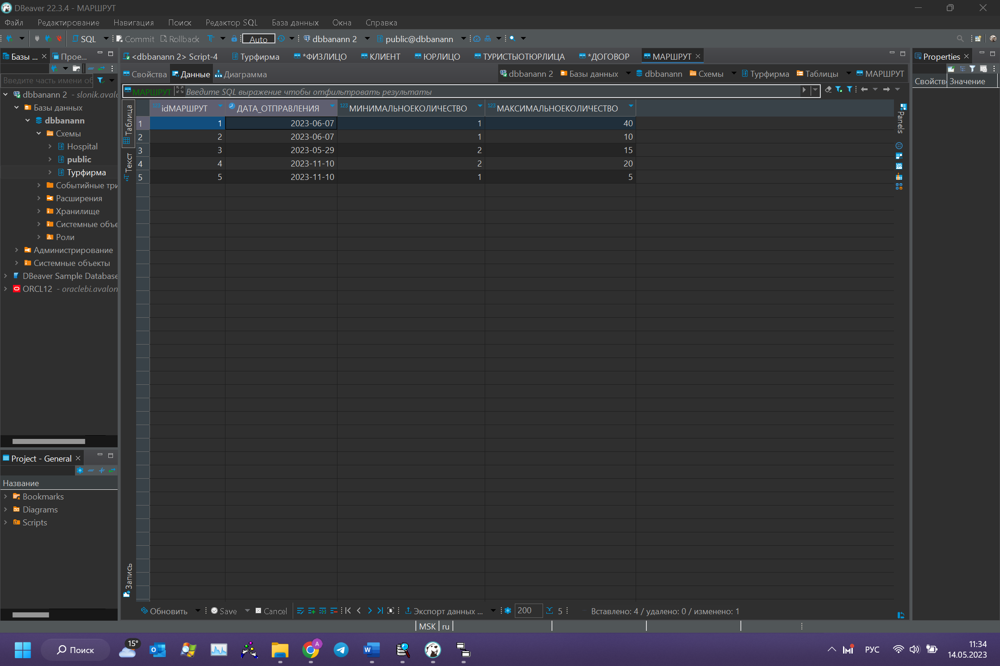 DBeaver 22.3.4 - МАРШРУТ
Файл Редактирование Навигация Поиск Редактор SQL База данных Окна Справка
SQL Commit Rollback Auto dbbanann 2 public@dbbanann
Базы ... Прое...
<dbbanann 2> Script-4 Турфирма *ФИЗЛИЦО КЛИЕНТ ЮРЛИЦО ТУРИСТЫОТЮРЛИЦА *ДОГОВОР МАРШРУТ
Properties
Свойства Данные Диаграмма
dbbanann 2 Базы данных dbbanann Схемы Турфирма Таблицы МАРШРУТ
Введите часть имени об
МАРШРУТ Введите SQL выражение чтобы отфильтровать результаты
Свойств Значение
dbbanann 2 - slonik.avalo
Базы данных
dbbanann
Схемы
Hospital
public
Турфирма
Событийные три
Расширения
Хранилище
Системные объе
Роли
Администрирование
Системные объекты
DBeaver Sample Database
ORCL12 - oraclebi.avalon
Таблица
Текст
Запись
123 idМАРШРУТ ДАТА_ОТПРАВЛЕНИЯ 123 МИНИМАЛЬНОЕКОЛИЧЕСТВО 123 МАКСИМАЛЬНОЕКОЛИЧЕСТВО
1 1 2023-06-07 1 40
2 2 2023-06-07 1 10
3 3 2023-05-29 2 15
4 4 2023-11-10 2 20
5 5 2023-11-10 1 5
Panels
Project - General
Название
Bookmarks
Diagrams
Scripts
Обновить Save Cancel Экспорт данных ... 200 5 Вставлено: 4 / удалено: 0 / изменено: 1
MSK ru
15° Поиск РУС 11:34
14.05.2023